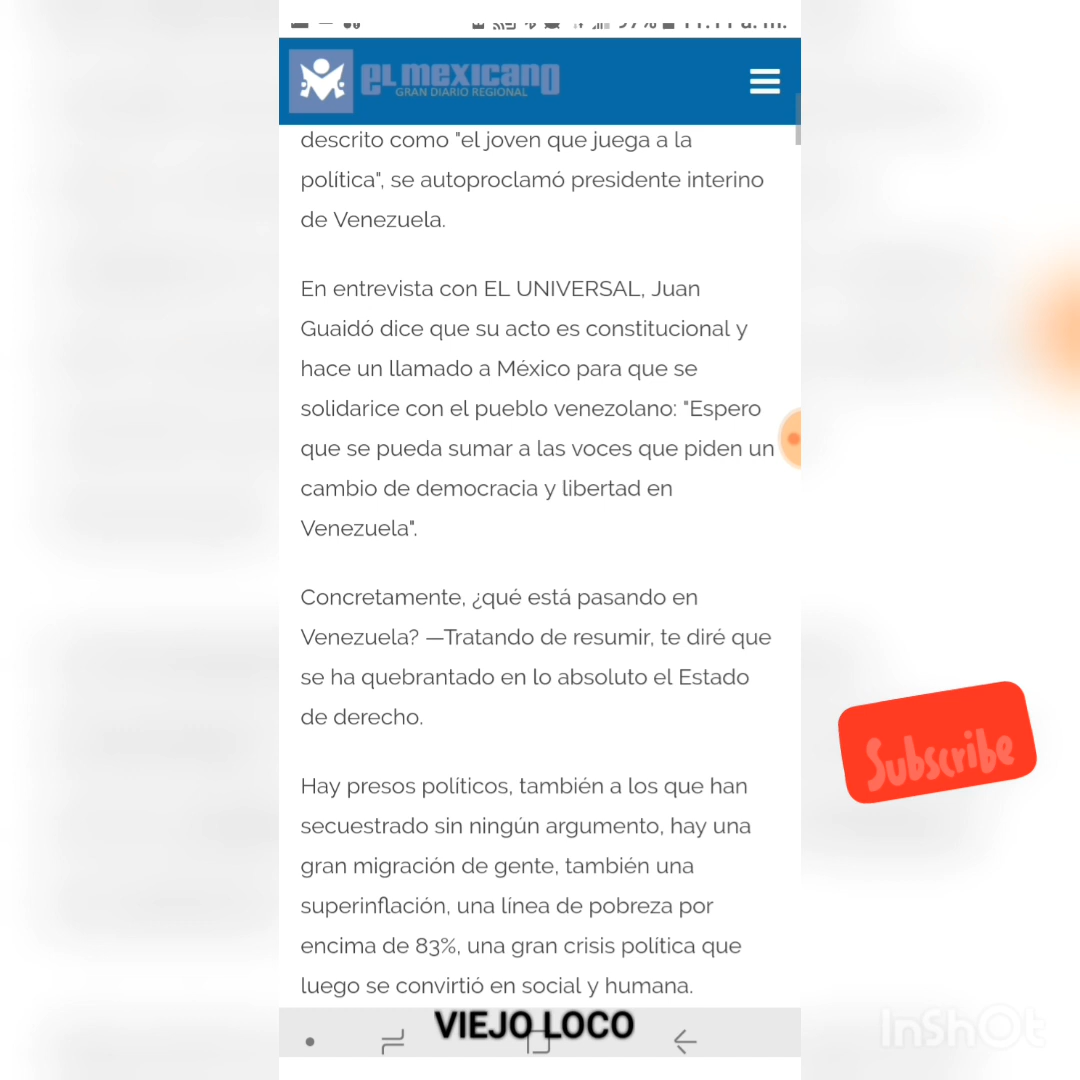 97% 11:11 a. m.
EL MEXICANO
GRAN DIARIO REGIONAL
descrito como "el joven que juega a la
política", se autoproclamó presidente interino
de Venezuela.
En entrevista con EL UNIVERSAL, Juan
Guaidó dice que su acto es constitucional y
hace un llamado a México para que se
solidarice con el pueblo venezolano: "Espero
que se pueda sumar a las voces que piden un
cambio de democracia y libertad en
Venezuela".
Concretamente, ¿qué está pasando en
Venezuela? —Tratando de resumir, te diré que
se ha quebrantado en lo absoluto el Estado
de derecho.
Hay presos políticos, también a los que han
secuestrado sin ningún argumento, hay una
gran migración de gente, también una
superinflación, una línea de pobreza por
encima de 83%, una gran crisis política que
luego se convirtió en social y humana.
VIEJO LOCO
Subscribe
InShOt